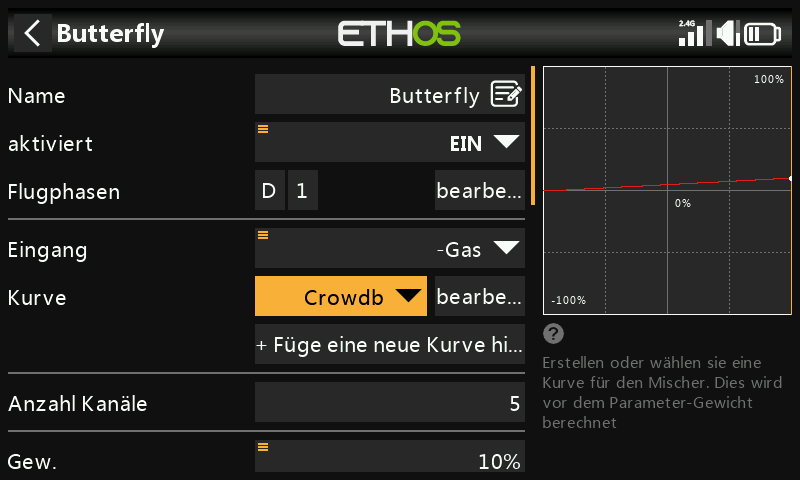 Butterfly
ETHOS
2.4G
Name
Butterfly
aktiviert
EIN
Flugphasen
D
1
bearbe...
Eingang
-Gas
Kurve
Crowdb
bearbe...
+ Füge eine neue Kurve hi...
Anzahl Kanäle
5
Gew.
10%
100%
0%
-100%
?
Erstellen oder wählen sie eine
Kurve für den Mischer. Dies wird
vor dem Parameter-Gewicht
berechnet